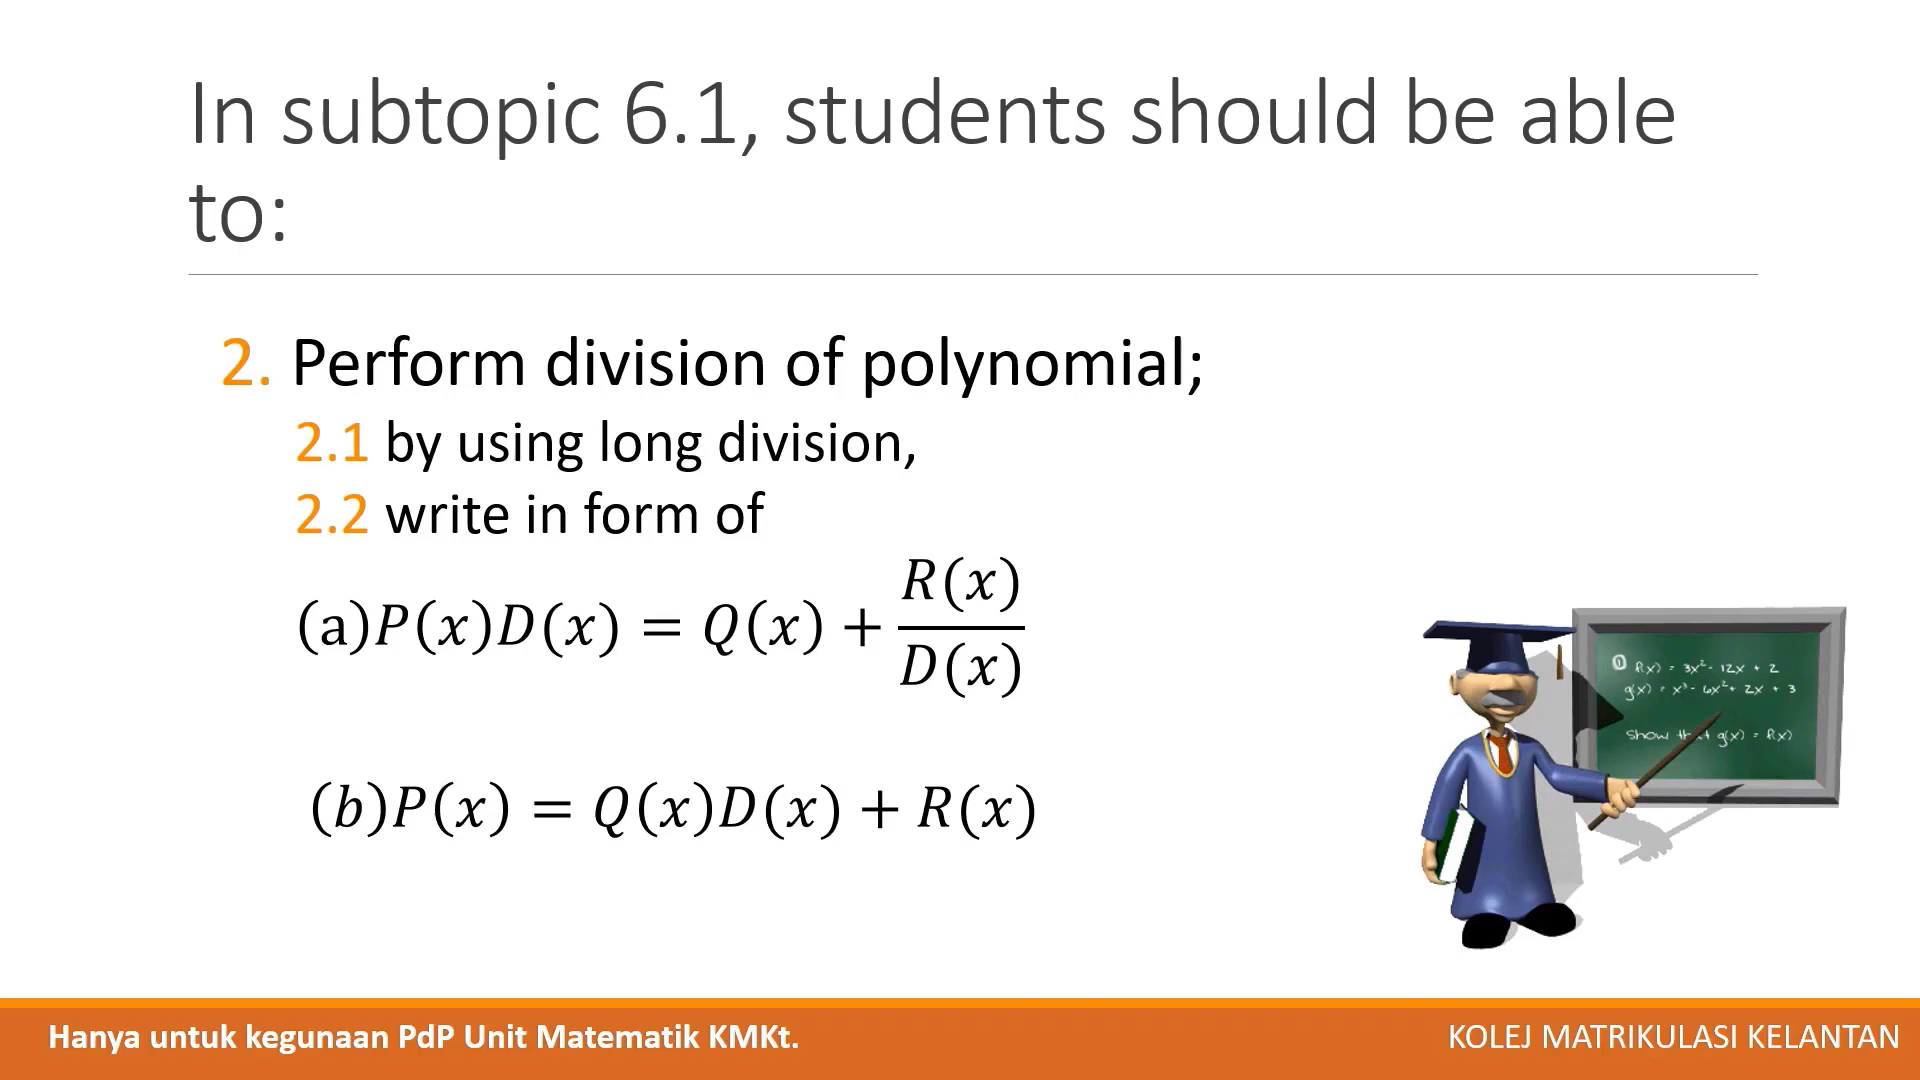 In subtopic 6.1, students should be able
to:
2. Perform division of polynomial;
2.1 by using long division,
2.2 write in form of
(a)P(x)D(x) = Q(x) + R(x)/D(x)
(b)P(x) = Q(x)D(x) + R(x)
① f(x) = 3x² - 12x + 2
g(x) = x³ - 6x² + 2x + 3
show that g(x) = f(x)
Hanya untuk kegunaan PdP Unit Matematik KMKt.
KOLEJ MATRIKULASI KELANTAN